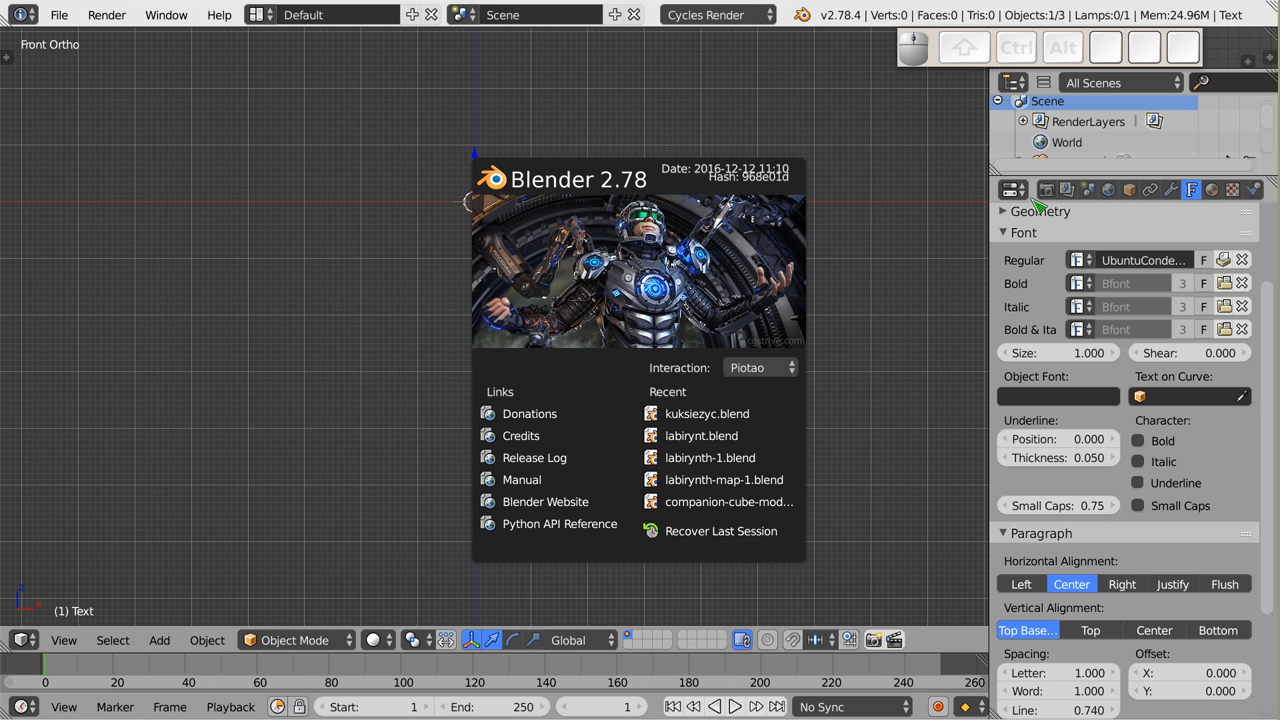 File Render Window Help Default Scene Cycles Render v2.78.4 | Verts:0 | Faces:0 | Tris:0 | Objects:1/3 | Lamps:0/1 | Mem:24.96M | Text
Front Ortho
Ctrl Alt
All Scenes
Scene
RenderLayers |
World
Blender 2.78
Date: 2016-12-12 11:10
Hash: 968e01d
costrive.com
Interaction: Piotao
Links
Donations
Credits
Release Log
Manual
Blender Website
Python API Reference
Recent
kuksiezyc.blend
labirynt.blend
labirynth-1.blend
labirynth-map-1.blend
companion-cube-mod...
Recover Last Session
Geometry
Font
Regular UbuntuConde... F
Bold Bfont 3 F
Italic Bfont 3 F
Bold & Ita Bfont 3 F
Size: 1.000 Shear: 0.000
Object Font: Text on Curve:
Underline: Character:
Position: 0.000 Bold
Thickness: 0.050 Italic
Underline
Small Caps: 0.75 Small Caps
Paragraph
Horizontal Alignment:
Left Center Right Justify Flush
Vertical Alignment:
Top Base... Top Center Bottom
Spacing: Offset:
Letter: 1.000 X: 0.000
Word: 1.000 Y: 0.000
Line: 0.740
z
x
(1) Text
View Select Add Object Object Mode Global
0 20 40 60 80 100 120 140 160 180 200 220 240 260
View Marker Frame Playback Start: 1 End: 250 1 No Sync